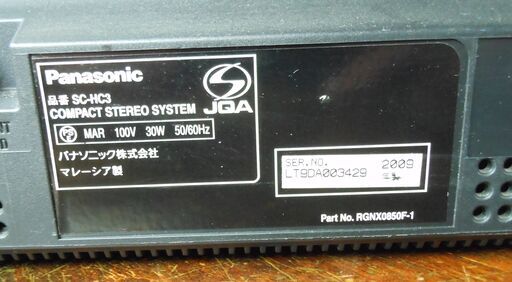 Panasonic
品番 SC-HC3
COMPACT STEREO SYSTEM
JQA
MAR 100V 30W 50/60Hz
パナソニック株式会社
マレーシア製
SER.NO. 2009
LT9DA003429
Part No. RGNX0850F-1